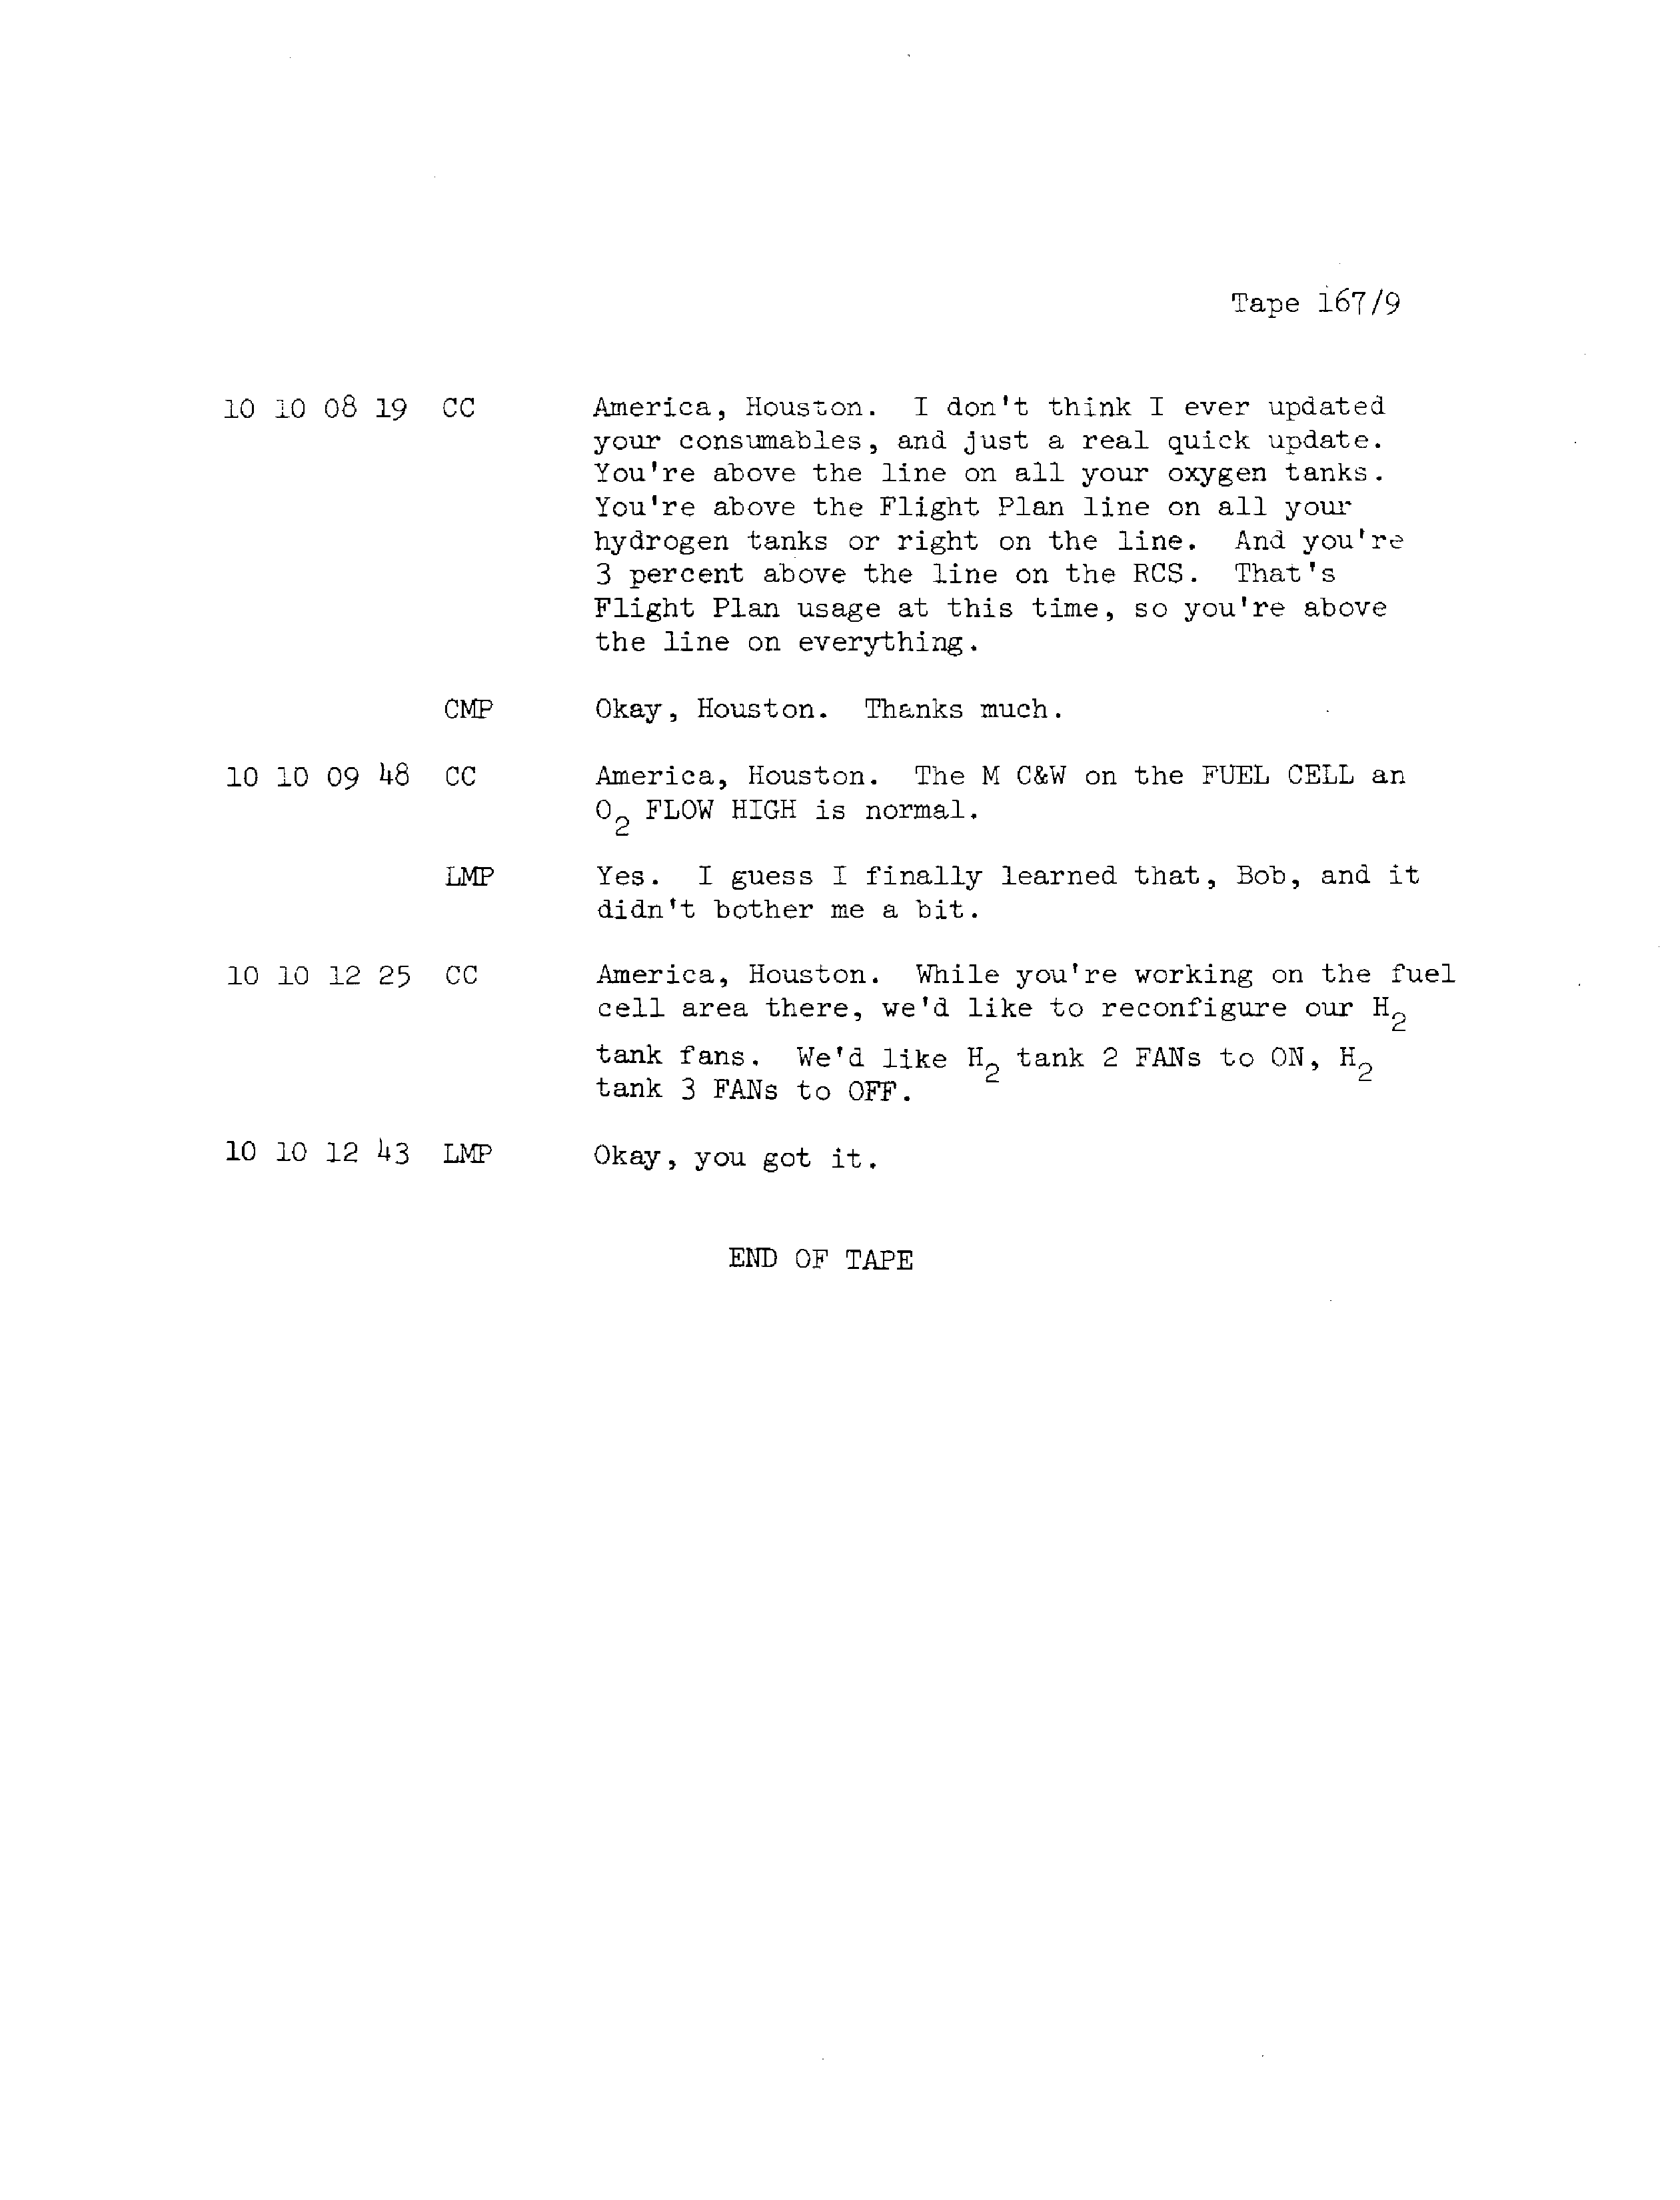 Tape 167/9
10 10 08 19 CC America, Houston. I don't think I ever updated
your consumables, and just a real quick update.
You're above the line on all your oxygen tanks.
You're above the Flight Plan line on all your
hydrogen tanks or right on the line. And you're
3 percent above the line on the RCS. That's
Flight Plan usage at this time, so you're above
the line on everything.
CMP Okay, Houston. Thanks much.
10 10 09 48 CC America, Houston. The M C&W on the FUEL CELL an
O₂ FLOW HIGH is normal.
LMP Yes. I guess I finally learned that, Bob, and it
didn't bother me a bit.
10 10 12 25 CC America, Houston. While you're working on the fuel
cell area there, we'd like to reconfigure our H₂
tank fans. We'd like H₂ tank 2 FANs to ON, H₂
tank 3 FANs to OFF.
10 10 12 43 LMP Okay, you got it.
END OF TAPE